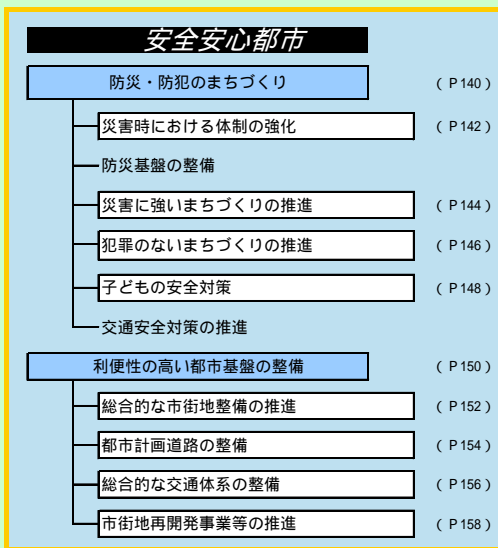 安全安心都市
防災・防犯のまちづくり （P140）
災害時における体制の強化 （P142）
防災基盤の整備
災害に強いまちづくりの推進 （P144）
犯罪のないまちづくりの推進 （P146）
子どもの安全対策 （P148）
交通安全対策の推進
利便性の高い都市基盤の整備 （P150）
総合的な市街地整備の推進 （P152）
都市計画道路の整備 （P154）
総合的な交通体系の整備 （P156）
市街地再開発事業等の推進 （P158）